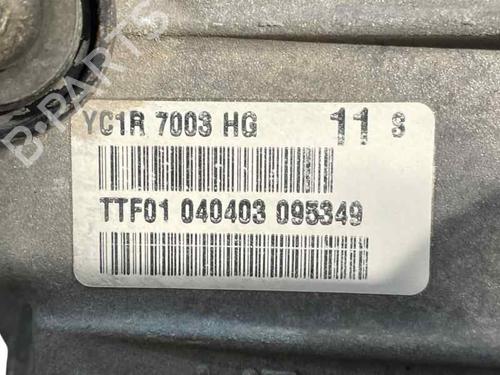 B-PARTS
YC1R 7003 HG 11 S
TTF01 040403 095349